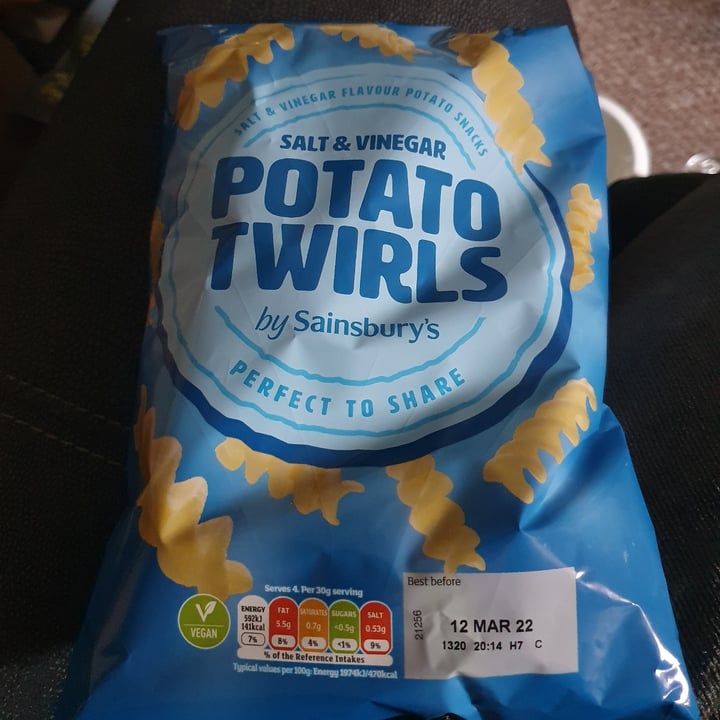 SALT & VINEGAR FLAVOUR POTATO SNACKS
SALT & VINEGAR
POTATO
TWIRLS
by Sainsbury's
PERFECT TO SHARE
Serves 4. Per 30g serving
ENERGY
592kJ
141kcal
7%
FAT
5.5g
8%
SATURATES
0.7g
4%
SUGARS
<0.5g
<1%
SALT
0.53g
9%
% of the Reference Intakes
Typical values per 100g: Energy 1974kJ/470kcal
V
VEGAN
Best before
21256
12 MAR 22
1320 20:14 H7 C